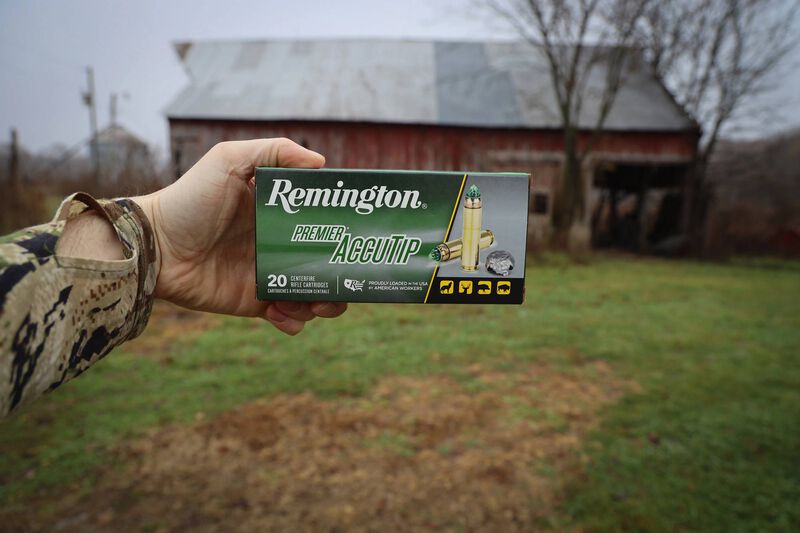 Remington®
PREMIER
ACCUTIP
20 CENTERFIRE
RIFLE CARTRIDGES
CARTOUCHES À PERCUSSION CENTRALE
PROUDLY LOADED IN THE USA
BY AMERICAN WORKERS